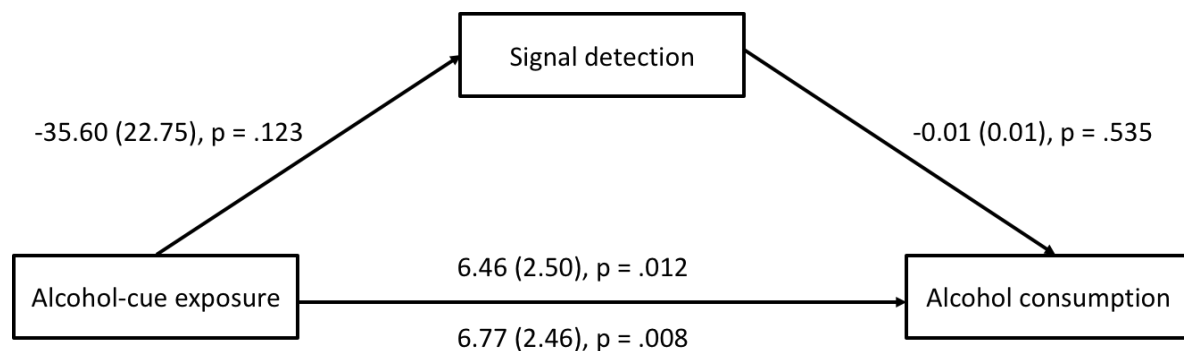 Signal detection
-35.60 (22.75), p = .123
-0.01 (0.01), p = .535
Alcohol-cue exposure
6.46 (2.50), p = .012
Alcohol consumption
6.77 (2.46), p = .008